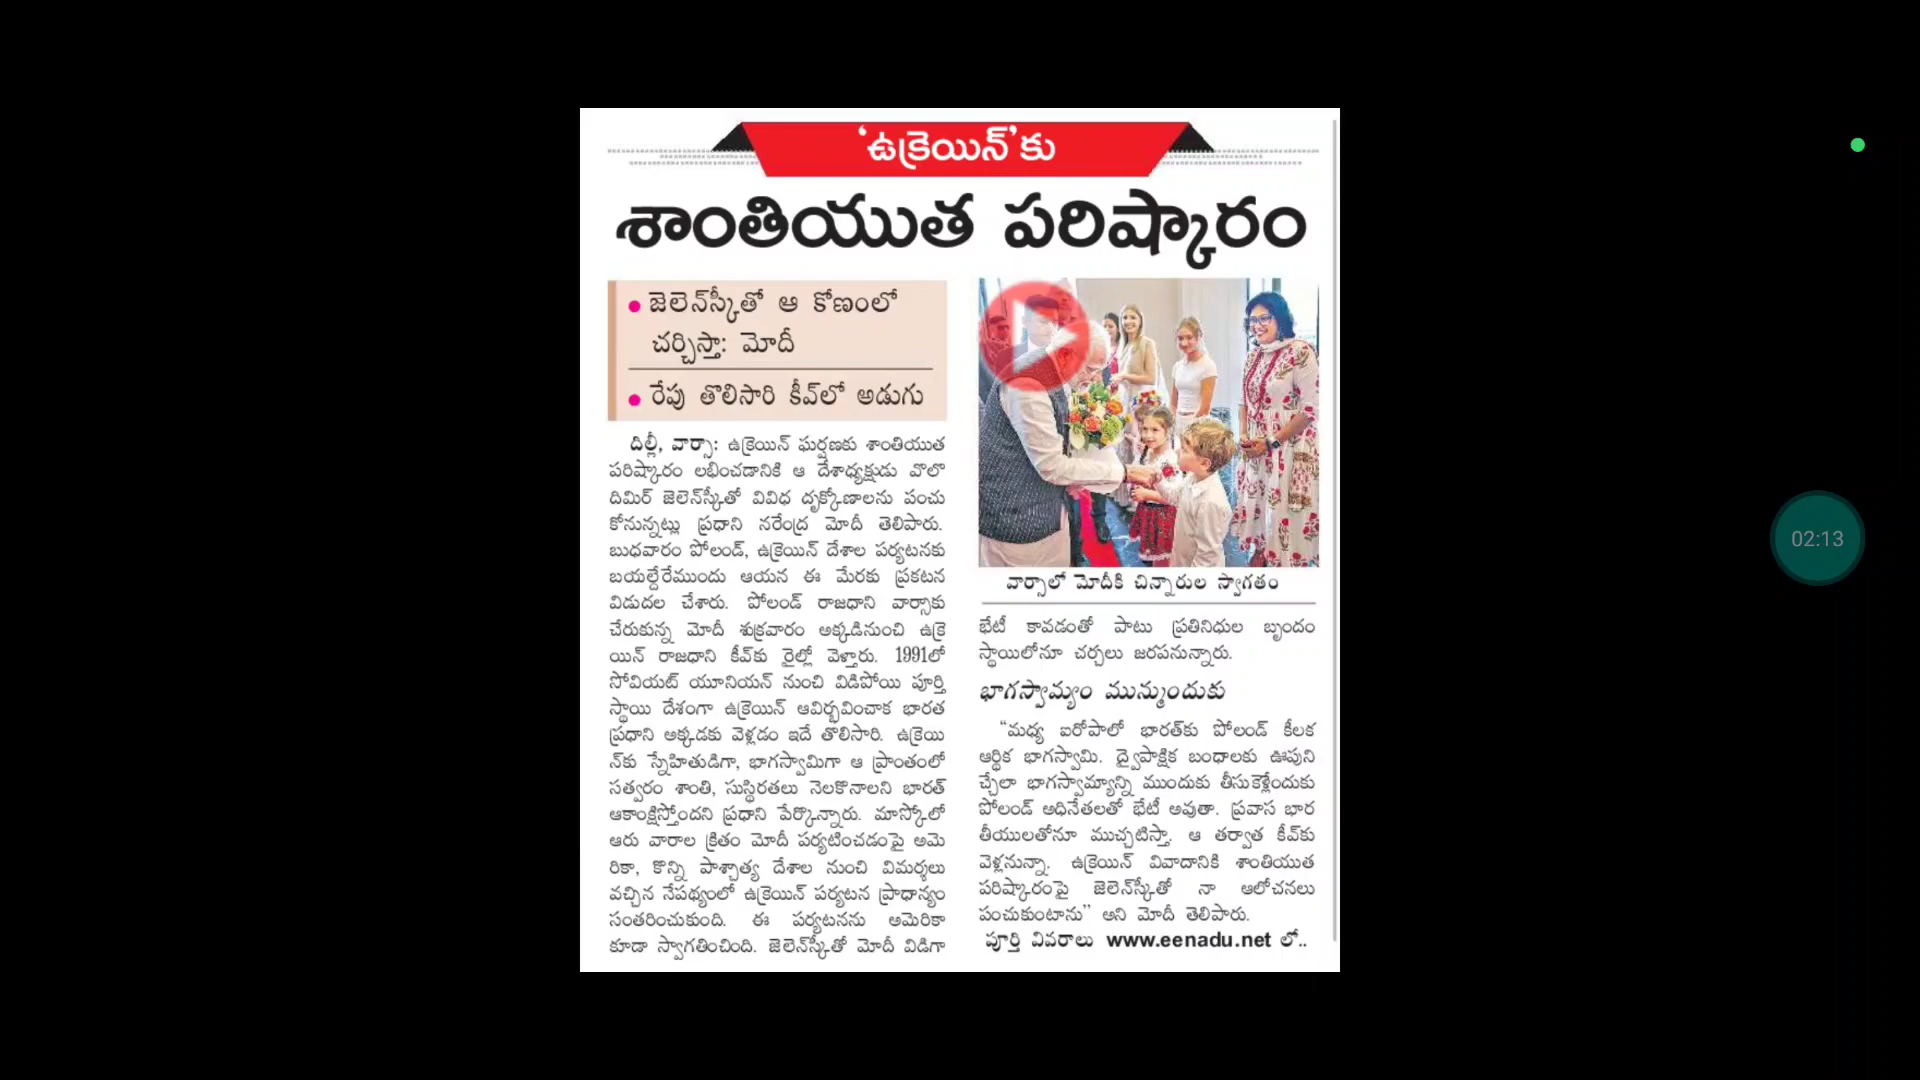 ‘ఉక్రెయిన్’కు
శాంతియుత పరిష్కారం
• జెలెన్‌స్కీతో ఆ కోణంలో
చర్చిస్తా: మోదీ
• రేపు తొలిసారి కీవ్‌లో అడుగు
దిల్లీ, వార్సా: ఉక్రెయిన్ ఘర్షణకు శాంతియుత
పరిష్కారం లభించడానికి ఆ దేశాధ్యక్షుడు వొలొ
దిమిర్ జెలెన్‌స్కీతో వివిధ దృక్కోణాలను పంచు
కోనున్నట్లు ప్రధాని నరేంద్ర మోదీ తెలిపారు.
బుధవారం పోలండ్, ఉక్రెయిన్ దేశాల పర్యటనకు
బయల్దేరేముందు ఆయన ఈ మేరకు ప్రకటన
విడుదల చేశారు. పోలండ్ రాజధాని వార్సాకు
చేరుకున్న మోదీ శుక్రవారం అక్కడినుంచి ఉక్రె
యిన్ రాజధాని కీవ్‌కు రైల్లో వెళ్తారు. 1991లో
సోవియట్ యూనియన్ నుంచి విడిపోయి పూర్తి
స్థాయి దేశంగా ఉక్రెయిన్ ఆవిర్భవించాక భారత
ప్రధాని అక్కడకు వెళ్లడం ఇదే తొలిసారి. ఉక్రెయి
న్‌కు స్నేహితుడిగా, భాగస్వామిగా ఆ ప్రాంతంలో
సత్వరం శాంతి, సుస్థిరతలు నెలకొనాలని భారత్
ఆకాంక్షిస్తోందని ప్రధాని పేర్కొన్నారు. మాస్కోలో
ఆరు వారాల క్రితం మోదీ పర్యటించడంపై అమె
రికా, కొన్ని పాశ్చాత్య దేశాల నుంచి విమర్శలు
వచ్చిన నేపథ్యంలో ఉక్రెయిన్ పర్యటన ప్రాధాన్యం
సంతరించుకుంది. ఈ పర్యటనను అమెరికా
కూడా స్వాగతించింది. జెలెన్‌స్కీతో మోదీ విడిగా
వార్సాలో మోదీకి చిన్నారుల స్వాగతం
భేటీ కావడంతో పాటు ప్రతినిధుల బృందం
స్థాయిలోనూ చర్చలు జరపనున్నారు.
భాగస్వామ్యం మున్ముందుకు
“మధ్య ఐరోపాలో భారత్‌కు పోలండ్ కీలక
ఆర్థిక భాగస్వామి. ద్వైపాక్షిక బంధాలకు ఊపుని
చ్చేలా భాగస్వామ్యాన్ని ముందుకు తీసుకెళ్లేందుకు
పోలండ్ అధినేతలతో భేటీ అవుతా. ప్రవాస భార
తీయులతోనూ ముచ్చటిస్తా. ఆ తర్వాత కీవ్‌కు
వెళ్లనున్నా. ఉక్రెయిన్ వివాదానికి శాంతియుత
పరిష్కారంపై జెలెన్‌స్కీతో నా ఆలోచనలు
పంచుకుంటాను” అని మోదీ తెలిపారు.
పూర్తి వివరాలు www.eenadu.net లో..
02:13